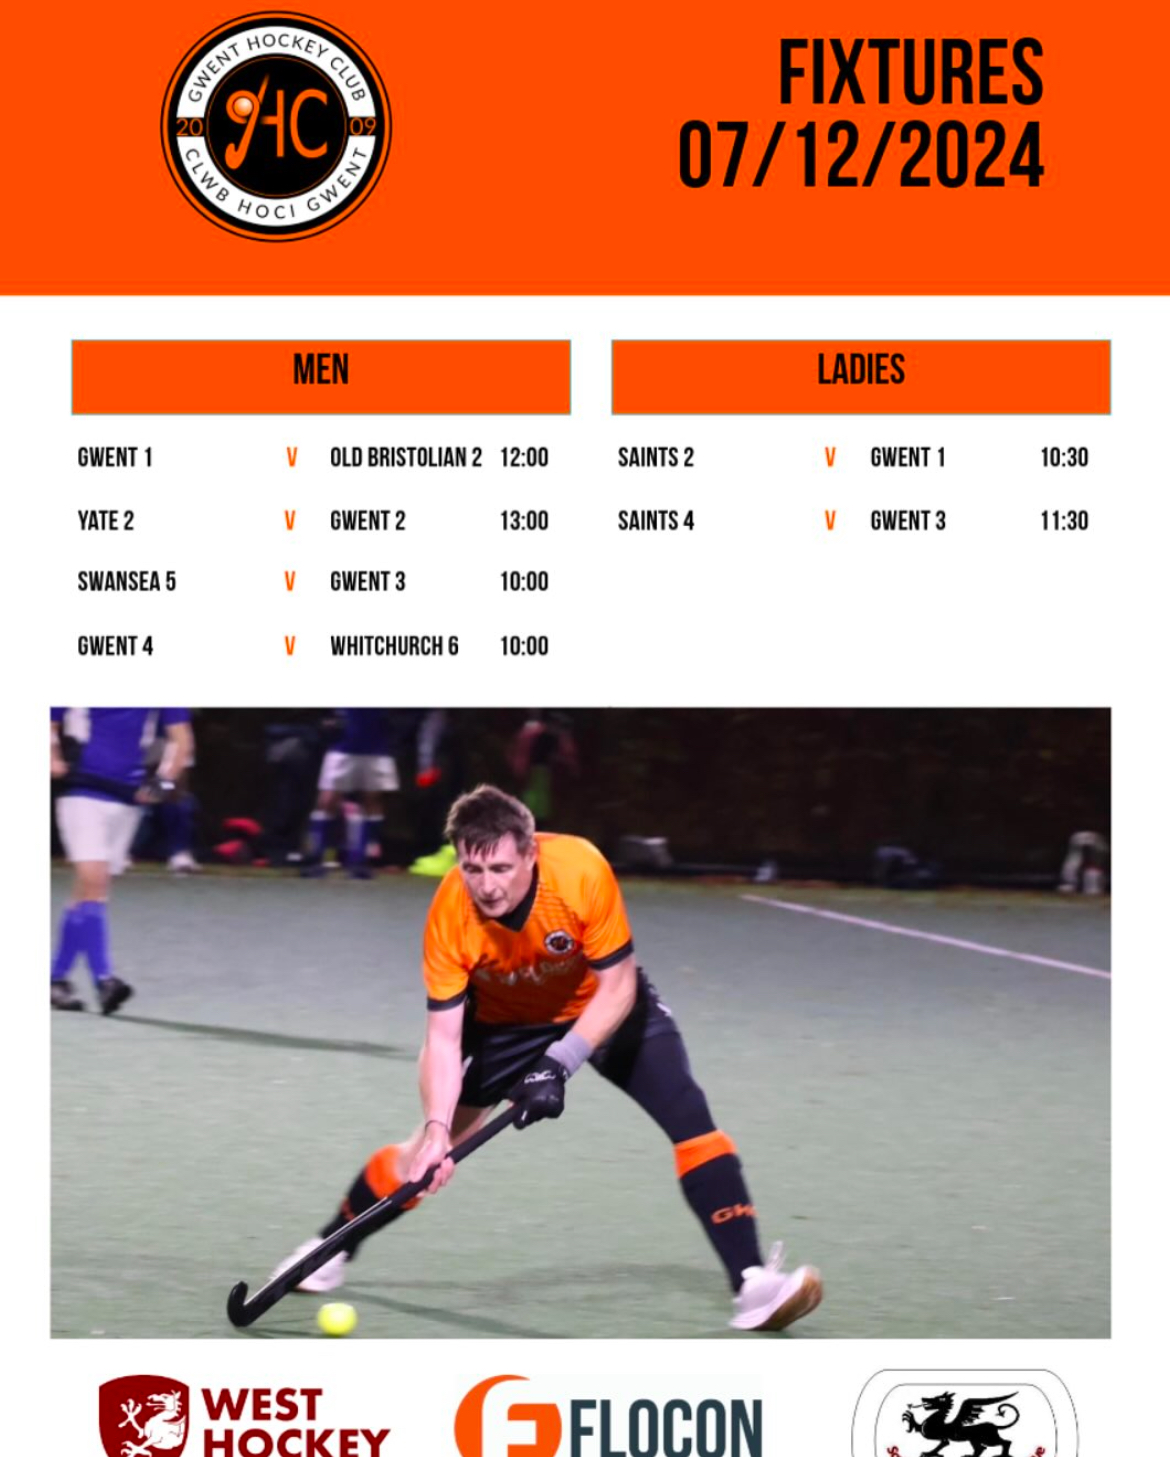 GWENT HOCKEY CLUB
20 09
gHC
CLWB HOCI GWENT
FIXTURES
07/12/2024
MEN
GWENT 1 V OLD BRISTOLIAN 2 12:00
YATE 2 V GWENT 2 13:00
SWANSEA 5 V GWENT 3 10:00
GWENT 4 V WHITCHURCH 6 10:00
LADIES
SAINTS 2 V GWENT 1 10:30
SAINTS 4 V GWENT 3 11:30
WEST
HOCKEY
FLOCON